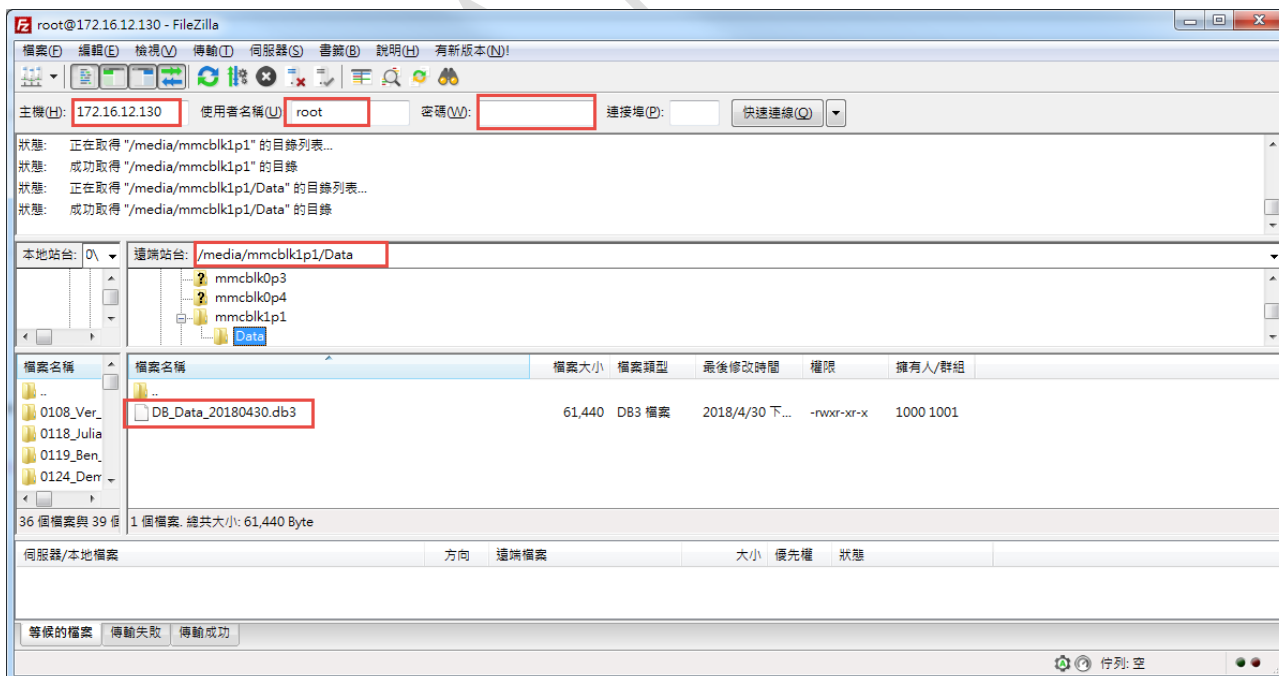 root@172.16.12.130 - FileZilla
檔案(F) 編輯(E) 檢視(V) 傳輸(T) 伺服器(S) 書籤(B) 說明(H) 有新版本(N)!
主機(H): 172.16.12.130 使用者名稱(U) root 密碼(W): 連接埠(P): 快速連線(Q)
狀態: 正在取得 "/media/mmcblk1p1" 的目錄列表...
狀態: 成功取得 "/media/mmcblk1p1" 的目錄
狀態: 正在取得 "/media/mmcblk1p1/Data" 的目錄列表...
狀態: 成功取得 "/media/mmcblk1p1/Data" 的目錄
本地站台: 0\ 遠端站台: /media/mmcblk1p1/Data
? mmcblk0p3
? mmcblk0p4
mmcblk1p1
Data
檔案名稱 檔案名稱 檔案大小 檔案類型 最後修改時間 權限 擁有人/群組
.. ..
0108_Ver_ DB_Data_20180430.db3 61,440 DB3 檔案 2018/4/30 下... -rwxr-xr-x 1000 1001
0118_Julia
0119_Ben_
0124_Dem
36 個檔案與 39 個 1 個檔案. 總共大小: 61,440 Byte
伺服器/本地檔案 方向 遠端檔案 大小 優先權 狀態
等候的檔案 傳輸失敗 傳輸成功
佇列: 空